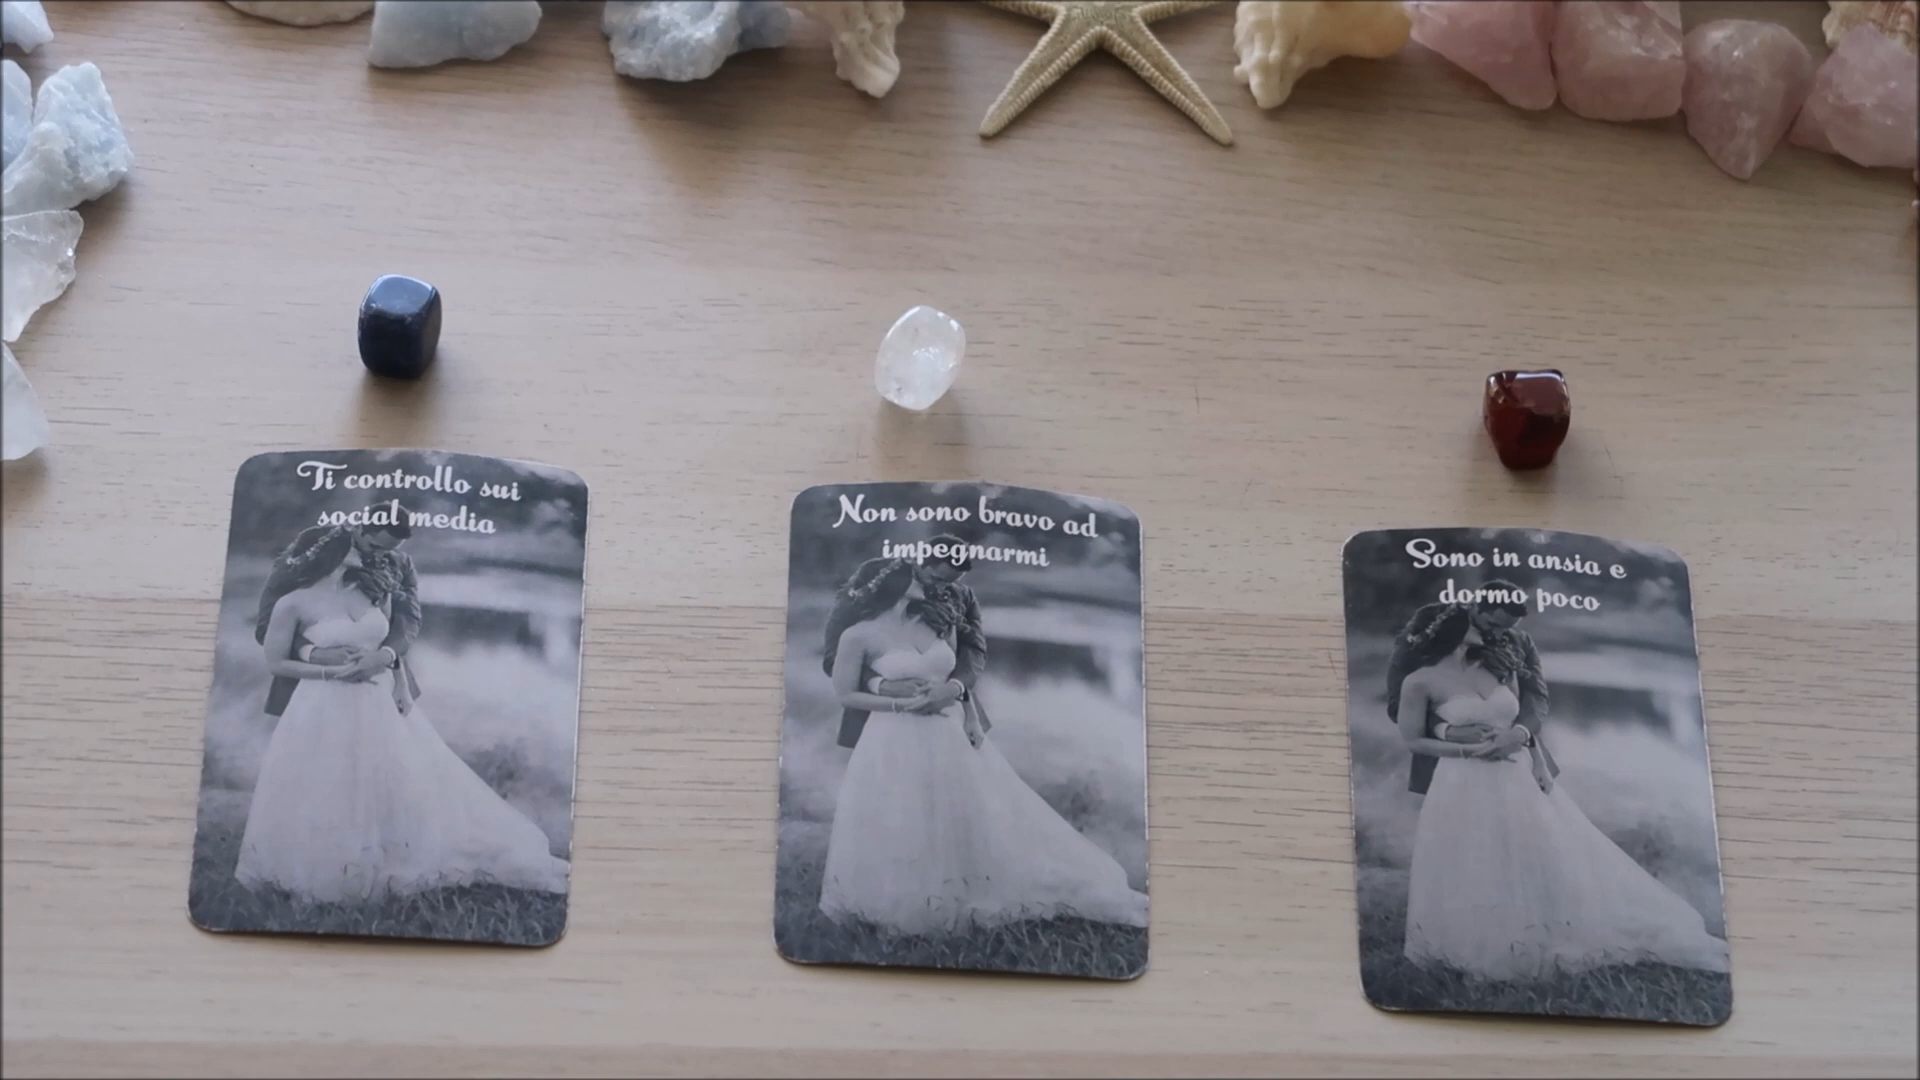 Ti controllo sui
social media
Non sono bravo ad
impegnarmi
Sono in ansia e
dormo poco